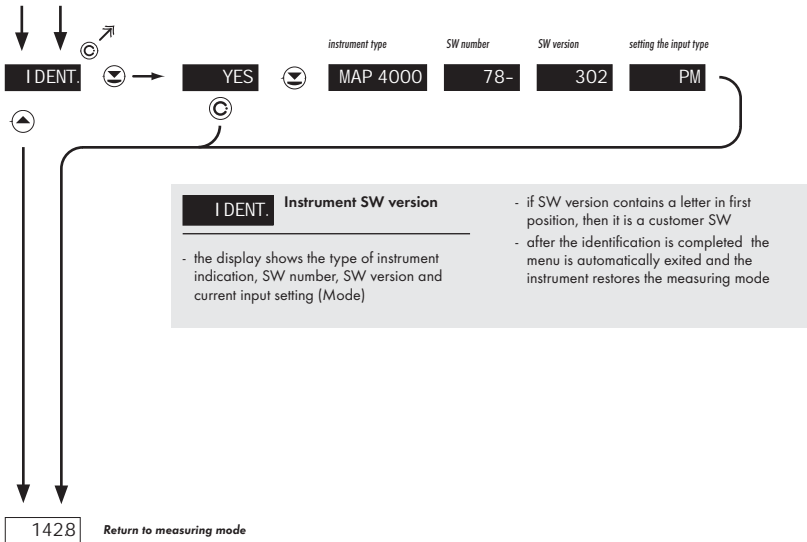 instrument type SW number SW version setting the input type
C
IDENT. YES MAP 4000 78- 302 PM
C
IDENT. Instrument SW version
- the display shows the type of instrument
indication, SW number, SW version and
current input setting (Mode)
- if SW version contains a letter in first
position, then it is a customer SW
- after the identification is completed the
menu is automatically exited and the
instrument restores the measuring mode
1428 Return to measuring mode